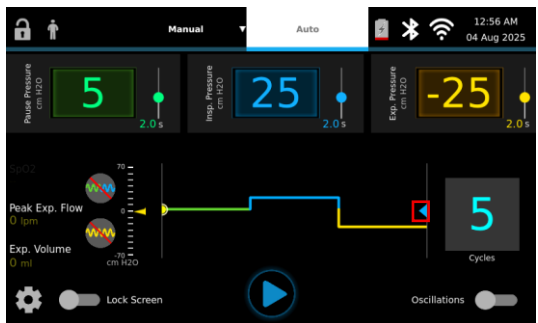 Manual
Auto
12:56 AM
04 Aug 2025
Pause Pressure
cm H2O
5
2.0 s
Insp. Pressure
cm H2O
25
2.0 s
Exp. Pressure
cm H2O
-25
2.0 s
SpO2
70
Peak Exp. Flow
0 lpm
0
Exp. Volume
0 ml
-70
cm H2O
5
Cycles
Lock Screen
Oscillations